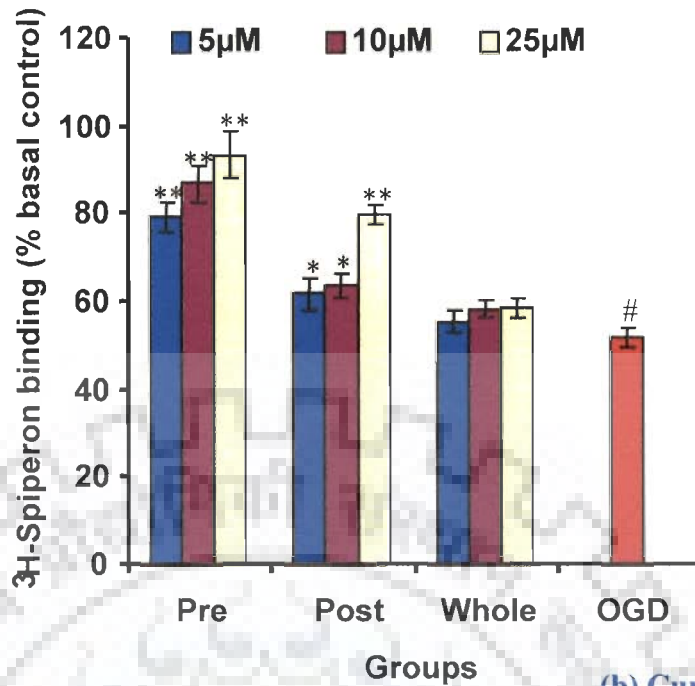 ³H-Spiperon binding (% basal control)
120
100
80
60
40
20
0
5µM 10µM 25µM
** ** **
* * **
#
Pre Post Whole OGD
Groups
(b)